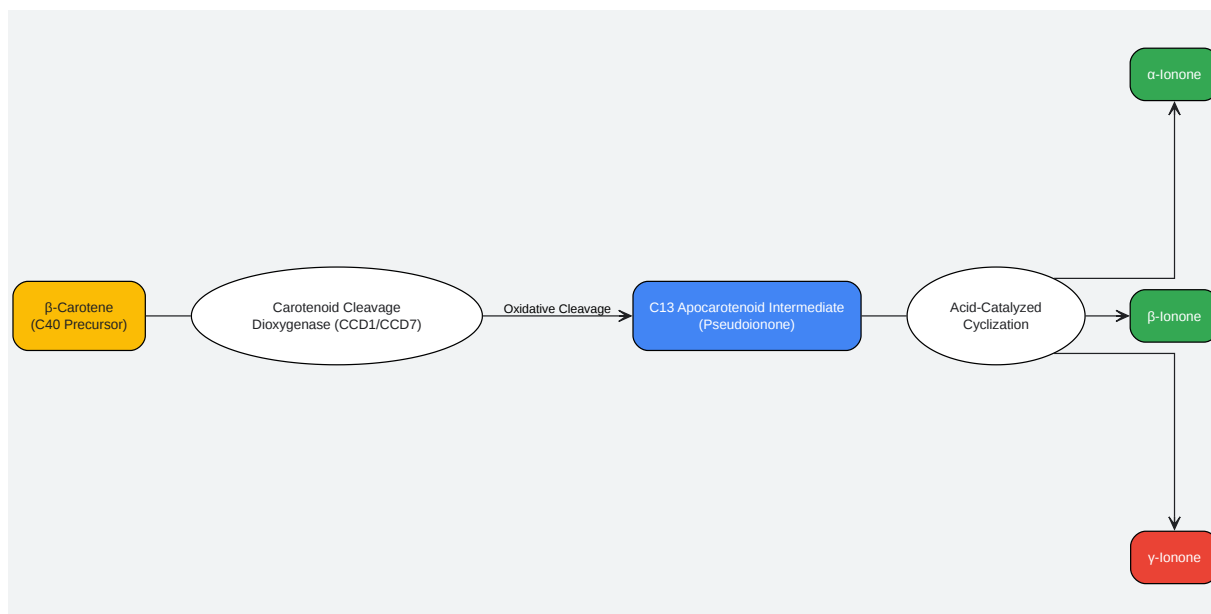 α-Ionone
β-Carotene
(C40 Precursor)
Carotenoid Cleavage
Dioxygenase (CCD1/CCD7)
Oxidative Cleavage
C13 Apocarotenoid Intermediate
(Pseudoionone)
Acid-Catalyzed
Cyclization
β-Ionone
γ-Ionone